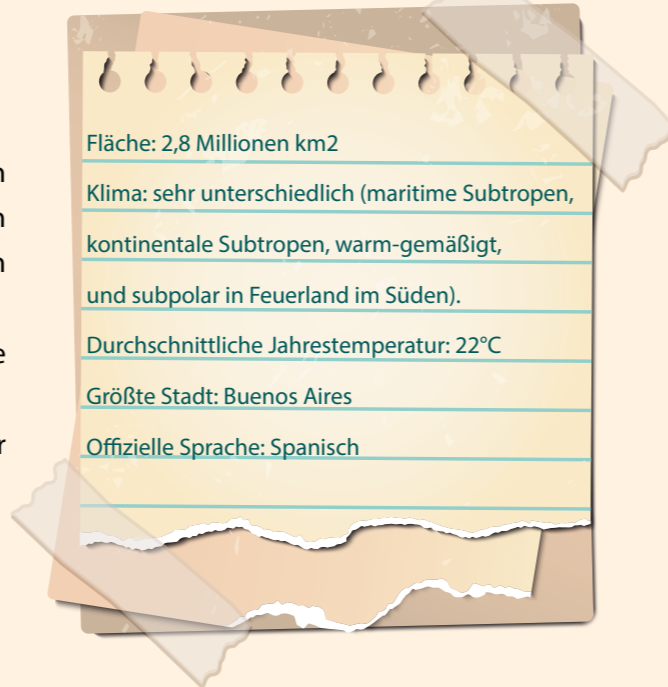 n
n
n
e
r
Fläche: 2,8 Millionen km2
Klima: sehr unterschiedlich (maritime Subtropen,
kontinentale Subtropen, warm-gemäßigt,
und subpolar in Feuerland im Süden).
Durchschnittliche Jahrestemperatur: 22°C
Größte Stadt: Buenos Aires
Offizielle Sprache: Spanisch